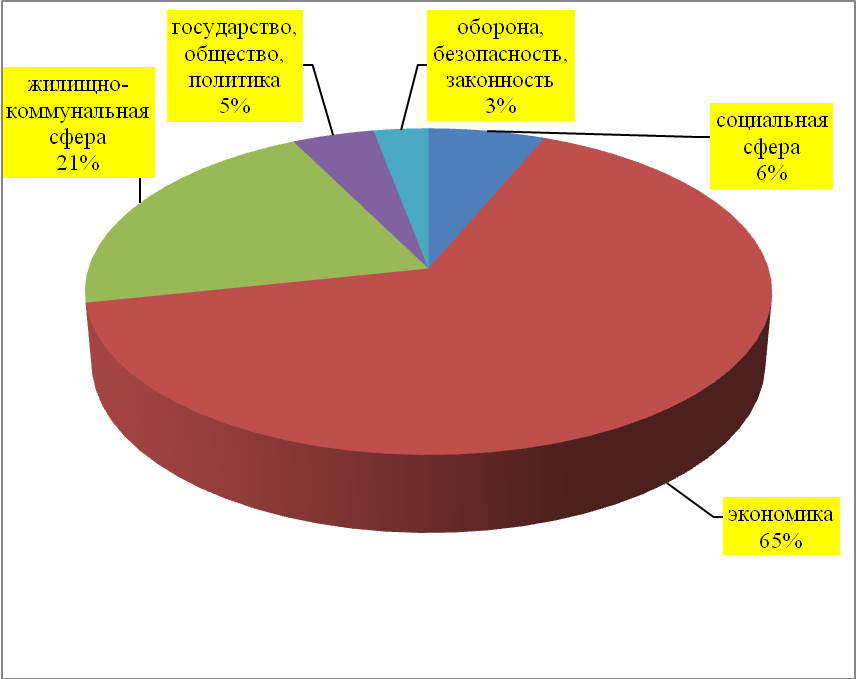 государство,
общество,
политика
5%
оборона,
безопасность,
законность
3%
жилищно-
коммунальная
сфера
21%
социальная
сфера
6%
экономика
65%